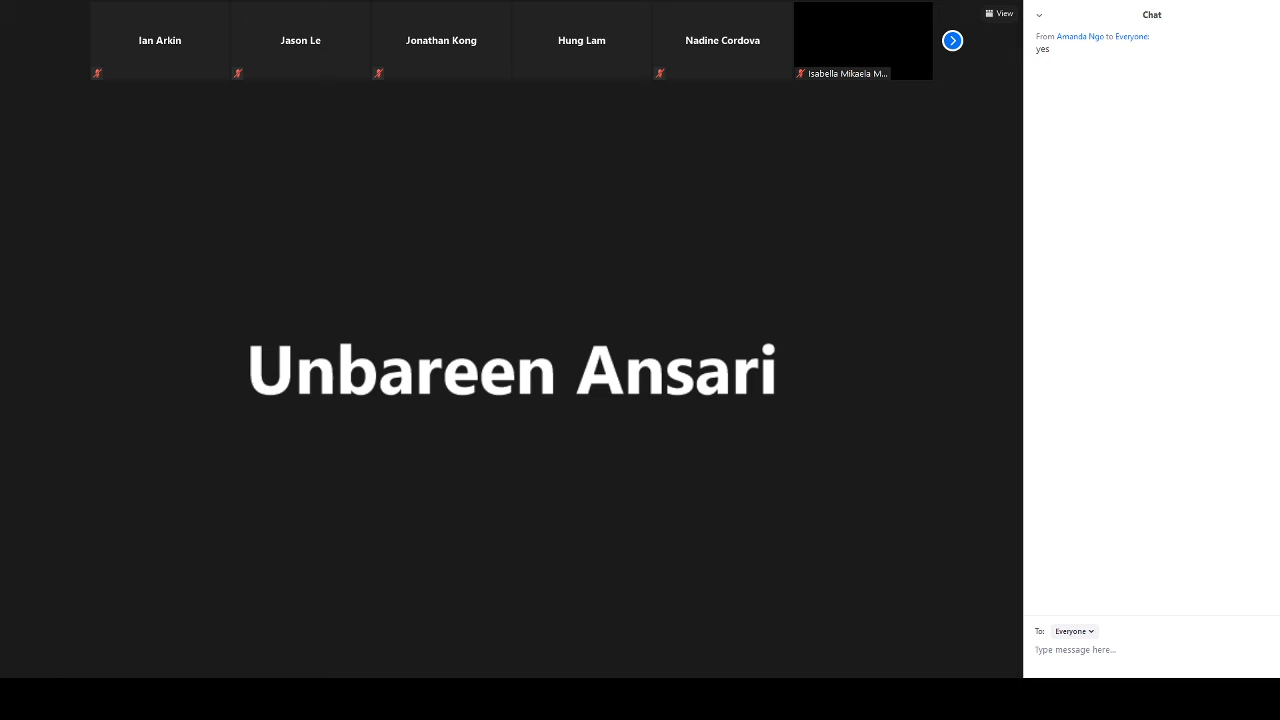 Ian Arkin
Jason Le
Jonathan Kong
Hung Lam
Nadine Cordova
Isabella Mikaela M...
View
Unbareen Ansari
Chat
From Amanda Ngo to Everyone:
yes
To: Everyone
Type message here...